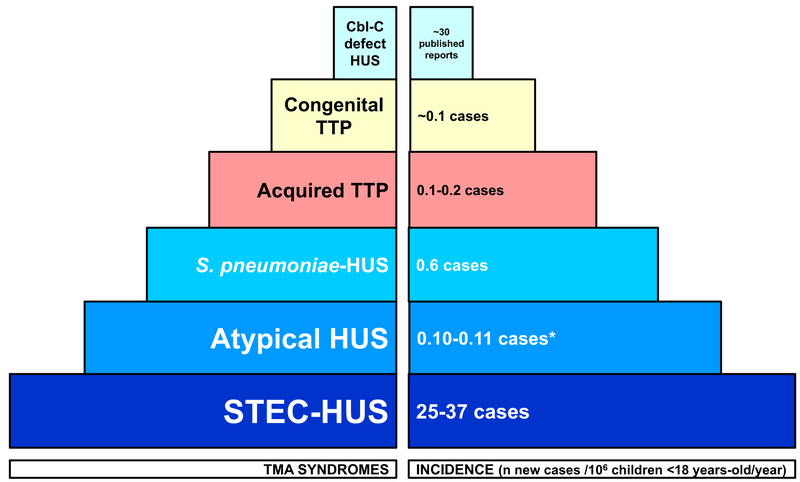 Cbl-C
defect
HUS
~30
published
reports
Congenital
TTP
~0.1 cases
Acquired TTP
0.1-0.2 cases
S. pneumoniae-HUS
0.6 cases
Atypical HUS
0.10-0.11 cases*
STEC-HUS
25-37 cases
TMA SYNDROMES
INCIDENCE (n new cases /10⁶ children <18 years-old/year)